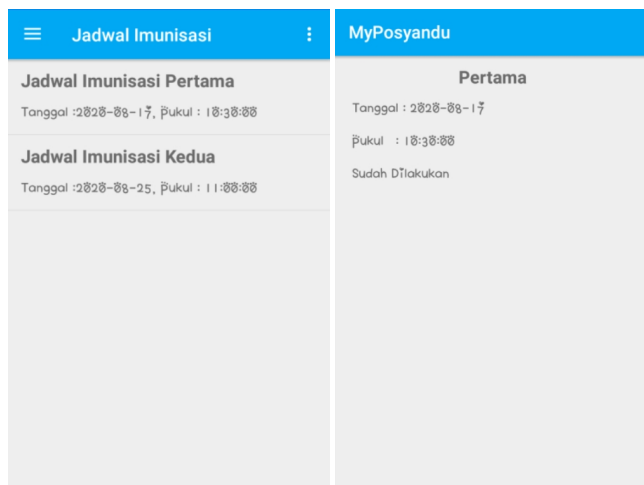 Jadwal Imunisasi
Jadwal Imunisasi Pertama
Tanggal :2020-08-17, Pukul : 10:30:00
Jadwal Imunisasi Kedua
Tanggal :2020-08-25, Pukul : 11:00:00
MyPosyandu
Pertama
Tanggal : 2020-08-17
Pukul : 10:30:00
Sudah Dilakukan